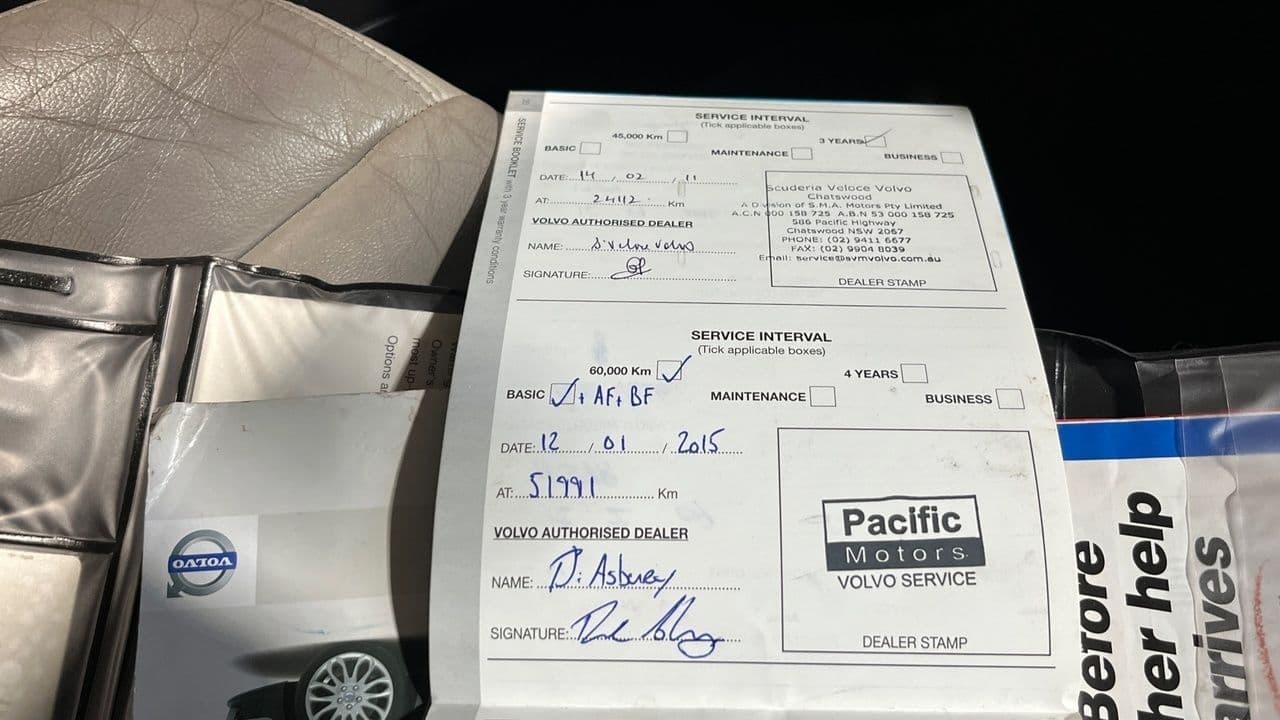 SERVICE BOOKLET with 3 year warranty conditions
SERVICE INTERVAL
(Tick applicable boxes)
45,000 Km
3 YEARS
BASIC
MAINTENANCE
BUSINESS
DATE: 14 / 02 / 11
AT: 24112 Km
VOLVO AUTHORISED DEALER
NAME:
SIGNATURE:
Scuderia Veloce Volvo
Chatswood
A Division of S.M.A. Motors Pty Limited
A.C.N 000 158 725 A.B.N 53 000 158 725
586 Pacific Highway
Chatswood NSW 2067
PHONE: (02) 9411 6677
FAX: (02) 9904 8039
Email: service@svmvolvo.com.au
DEALER STAMP
SERVICE INTERVAL
(Tick applicable boxes)
60,000 Km
4 YEARS
BASIC + AF+ BF
MAINTENANCE
BUSINESS
DATE: 12 / 01 / 2015
AT: 51991 Km
VOLVO AUTHORISED DEALER
NAME: D. Asbury
SIGNATURE:
Pacific
Motors
VOLVO SERVICE
DEALER STAMP
VOLVO
Owner's
Options
Before
her help
arrives